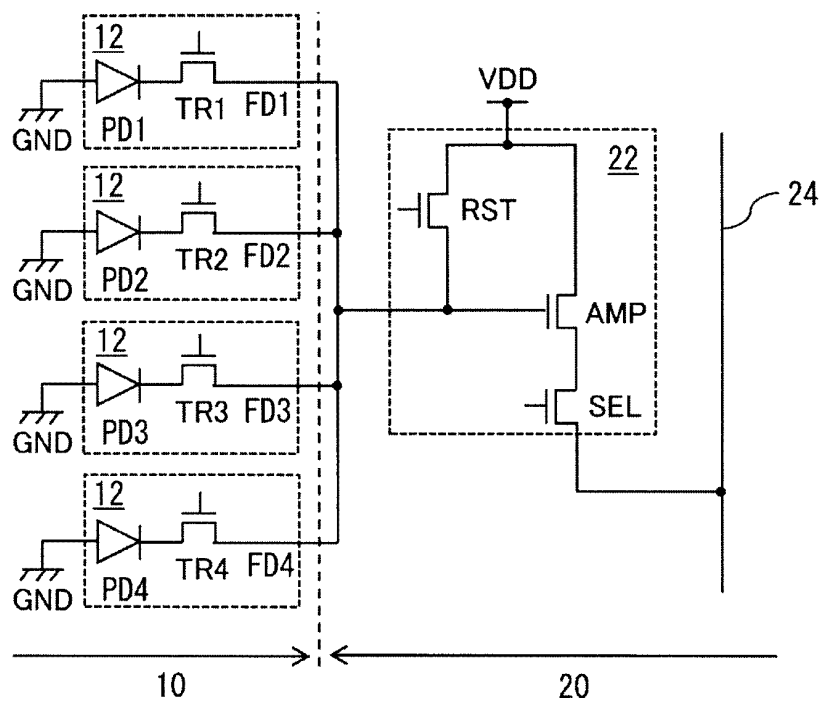 12
PD1
TR1
FD1
GND
12
PD2
TR2
FD2
GND
12
PD3
TR3
FD3
GND
12
PD4
TR4
FD4
GND
VDD
22
RST
AMP
SEL
24
10
20